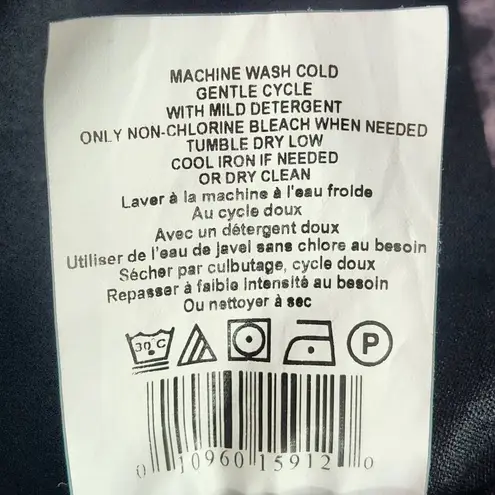 MACHINE WASH COLD
GENTLE CYCLE
WITH MILD DETERGENT
ONLY NON-CHLORINE BLEACH WHEN NEEDED
TUMBLE DRY LOW
COOL IRON IF NEEDED
OR DRY CLEAN
Laver à la machine à l'eau froide
Au cycle doux
Avec un détergent doux
Utiliser de l'eau de javel sans chlore au besoin
Sécher par culbutage, cycle doux
Repasser à faible intensité au besoin
Ou nettoyer à sec
30°C P
0 10960 15912 0